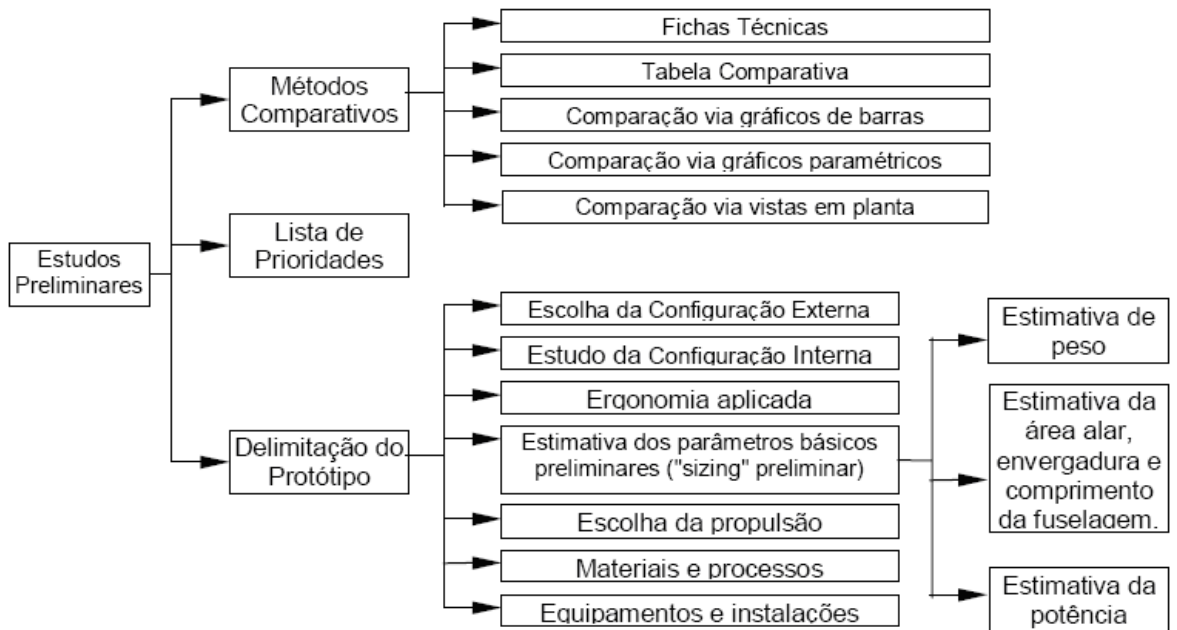 Estudos
Preliminares
Métodos
Comparativos
Fichas Técnicas
Tabela Comparativa
Comparação via gráficos de barras
Comparação via gráficos paramétricos
Comparação via vistas em planta
Lista de
Prioridades
Delimitação do
Protótipo
Escolha da Configuração Externa
Estudo da Configuração Interna
Ergonomia aplicada
Estimativa dos parâmetros básicos
preliminares ("sizing" preliminar)
Escolha da propulsão
Materiais e processos
Equipamentos e instalações
Estimativa de
peso
Estimativa da
área alar,
envergadura e
comprimento
da fuselagem.
Estimativa da
potência